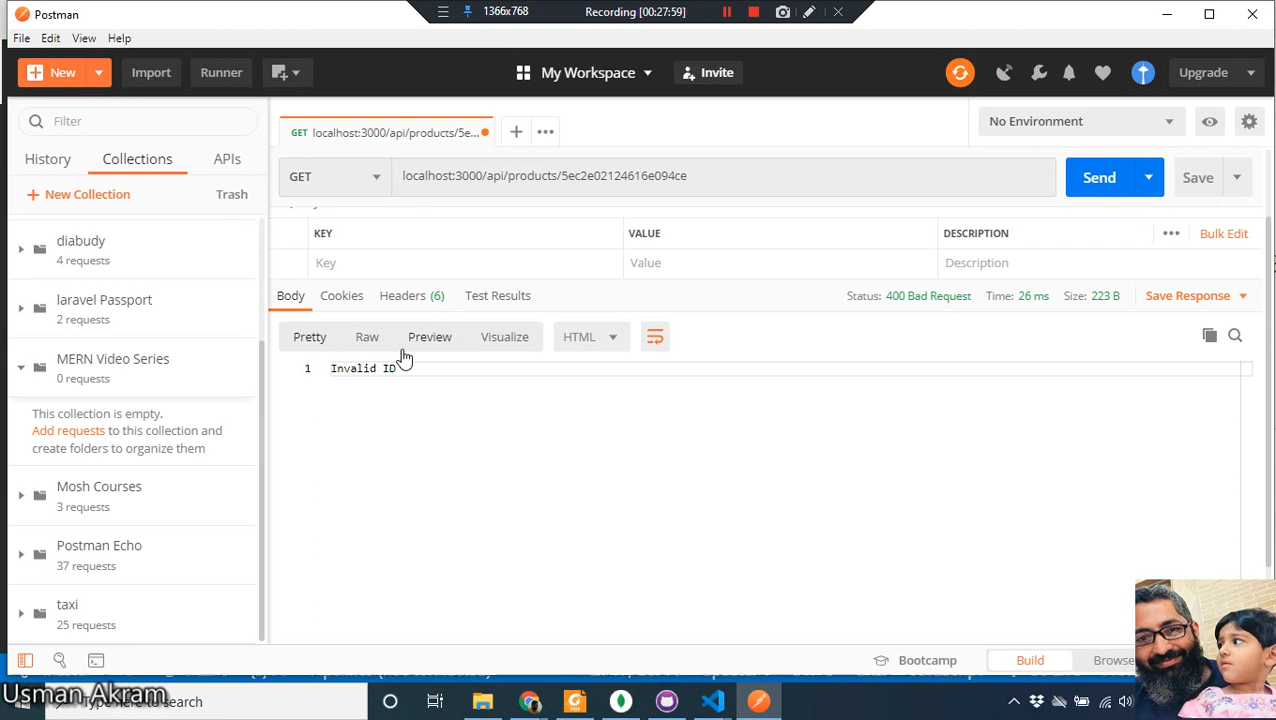 Postman
1366x768
Recording [00:27:59]
File Edit View Help
New
Import
Runner
My Workspace
Invite
Upgrade
Filter
GET localhost:3000/api/products/5e...
No Environment
History
Collections
APIs
GET
localhost:3000/api/products/5ec2e02124616e094ce
Send
Save
New Collection
Trash
KEY
VALUE
DESCRIPTION
Bulk Edit
Key
Value
Description
diabudy
4 requests
Body
Cookies
Headers (6)
Test Results
Status: 400 Bad Request
Time: 26 ms
Size: 223 B
Save Response
laravel Passport
2 requests
Pretty
Raw
Preview
Visualize
HTML
1
Invalid ID
MERN Video Series
0 requests
This collection is empty.
Add requests to this collection and
create folders to organize them
Mosh Courses
3 requests
Postman Echo
37 requests
taxi
25 requests
Bootcamp
Build
Browse
Usman Akram
Type here to search